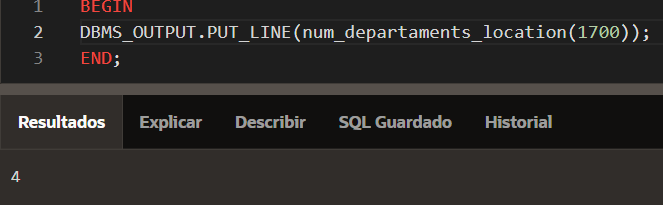 1 BEGIN
2 DBMS_OUTPUT.PUT_LINE(num_departaments_location(1700));
3 END;
Resultados Explicar Describir SQL Guardado Historial
4